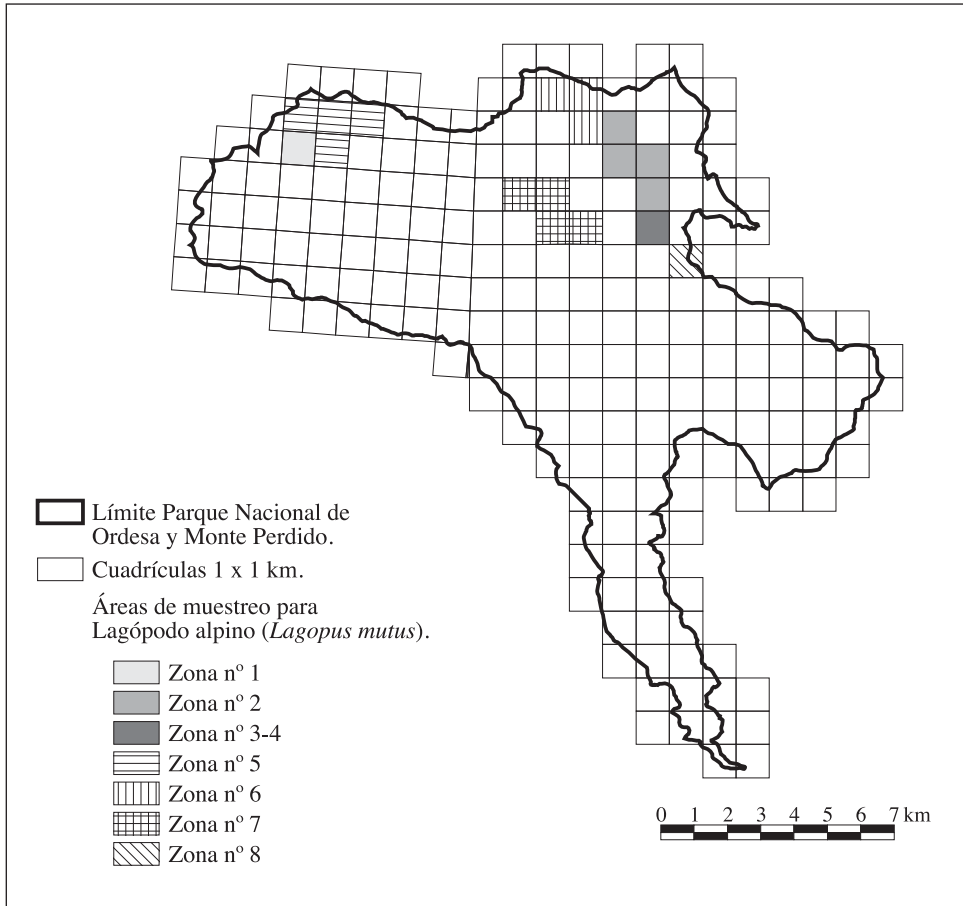 Límite Parque Nacional de
Ordesa y Monte Perdido.
Cuadrículas 1 x 1 km.
Áreas de muestreo para
Lagópodo alpino (Lagopus mutus).
Zona nº 1
Zona nº 2
Zona nº 3-4
Zona nº 5
Zona nº 6
Zona nº 7
Zona nº 8
0 1 2 3 4 5 6 7 km